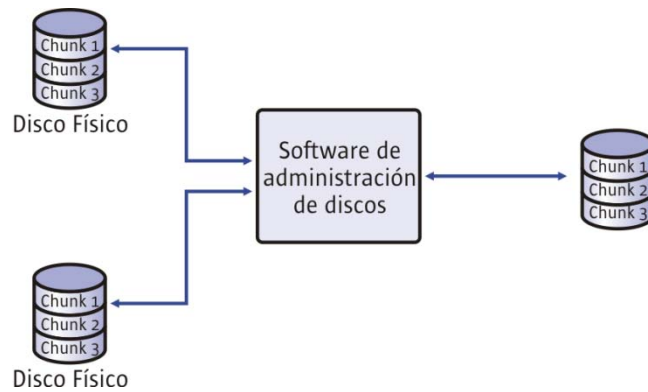 Chunk 1
Chunk 2
Chunk 3
Disco Físico
Software de
administración
de discos
Chunk 1
Chunk 2
Chunk 3
Chunk 1
Chunk 2
Chunk 3
Disco Físico